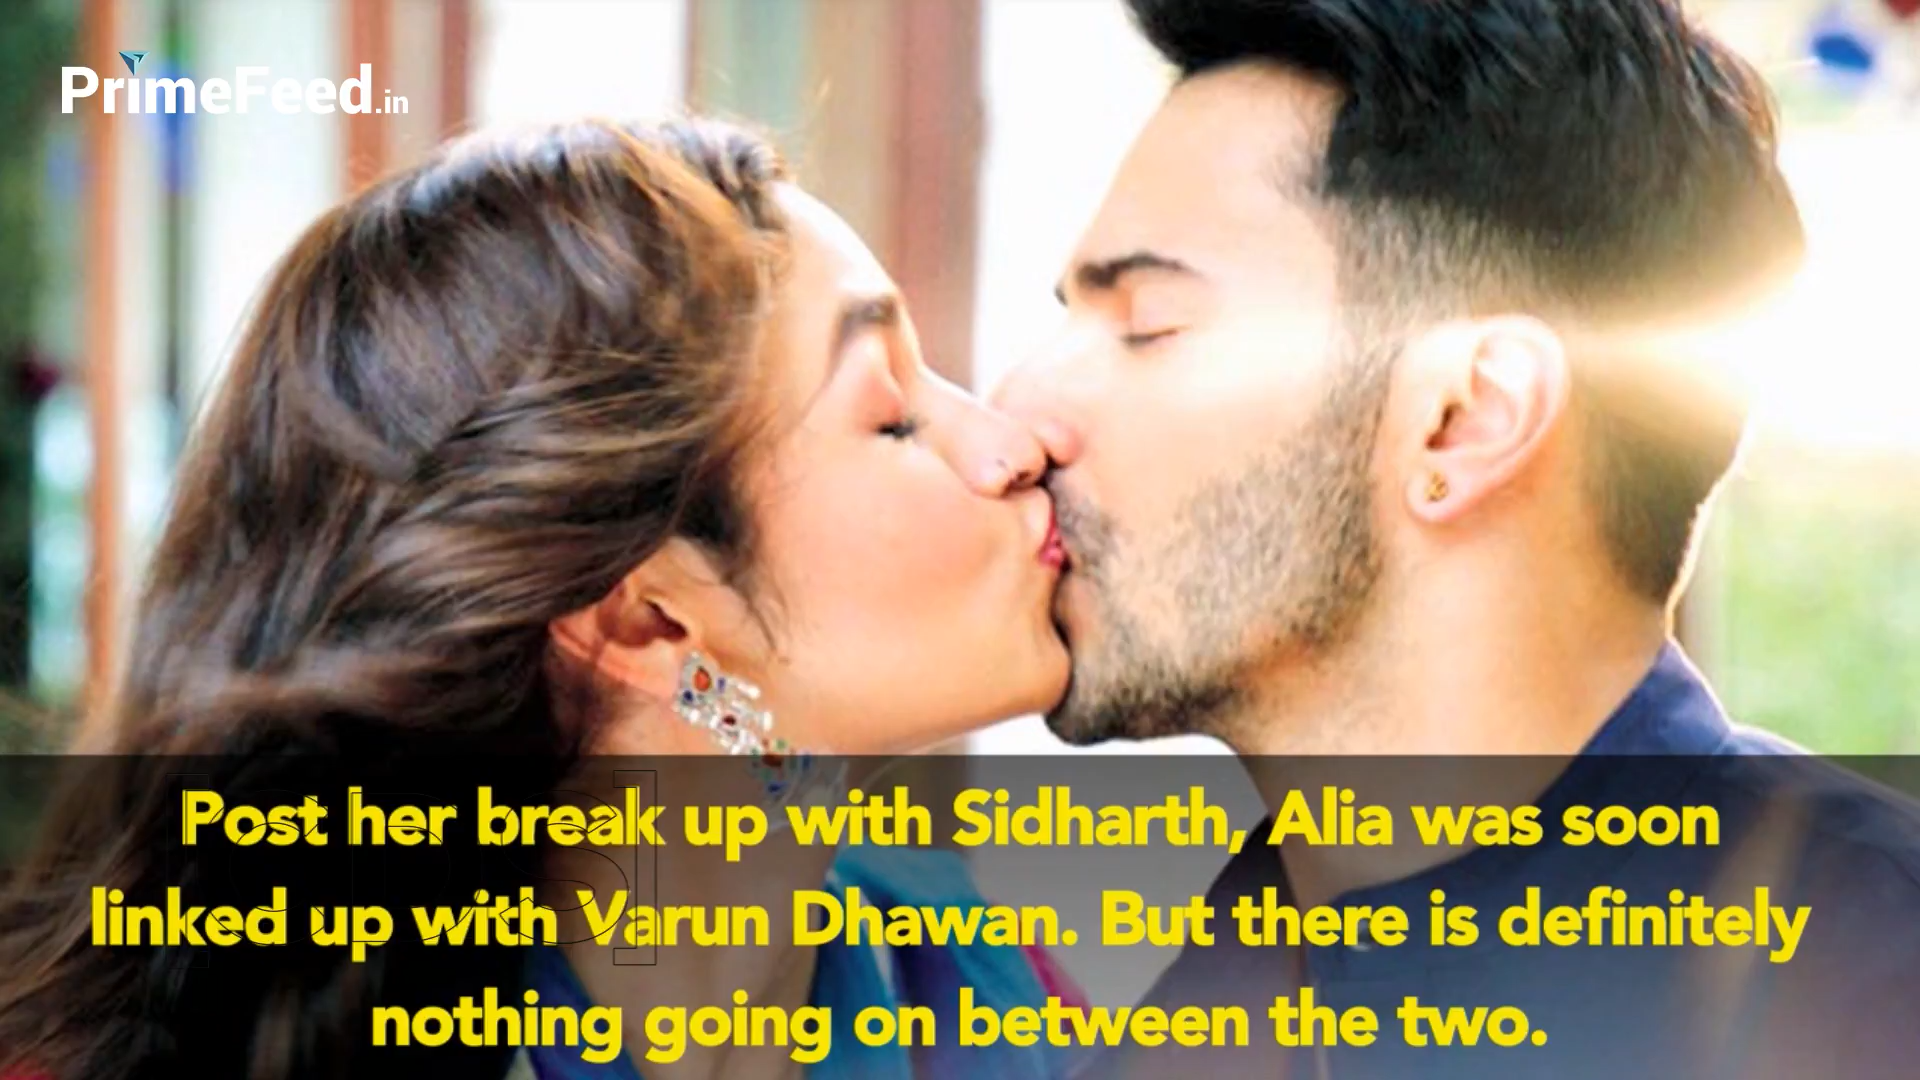 PrimeFeed.in
Post her break up with Sidharth, Alia was soon
linked up with Varun Dhawan. But there is definitely
nothing going on between the two.